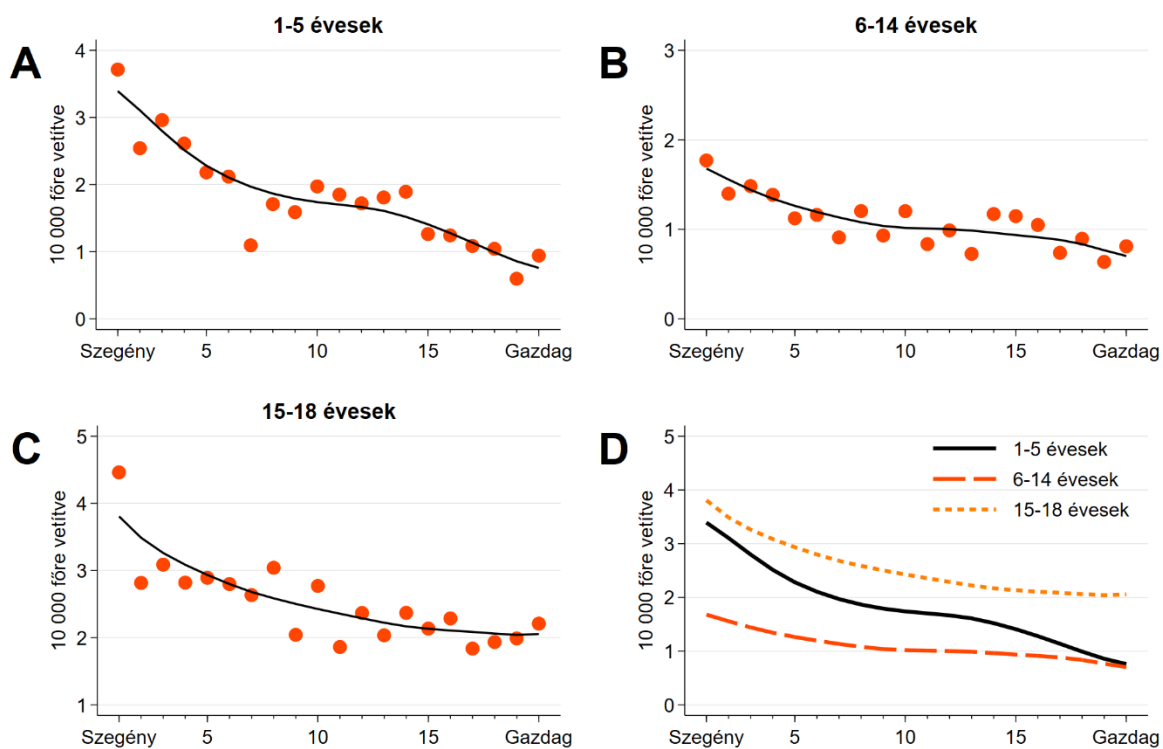 A
1-5 évesek
10 000 főre vetítve
4
3
2
1
0
Szegény 5 10 15 Gazdag
B
6-14 évesek
10 000 főre vetítve
3
2
1
0
Szegény 5 10 15 Gazdag
C
15-18 évesek
10 000 főre vetítve
5
4
3
2
1
Szegény 5 10 15 Gazdag
D
1-5 évesek
6-14 évesek
15-18 évesek
10 000 főre vetítve
5
4
3
2
1
0
Szegény 5 10 15 Gazdag